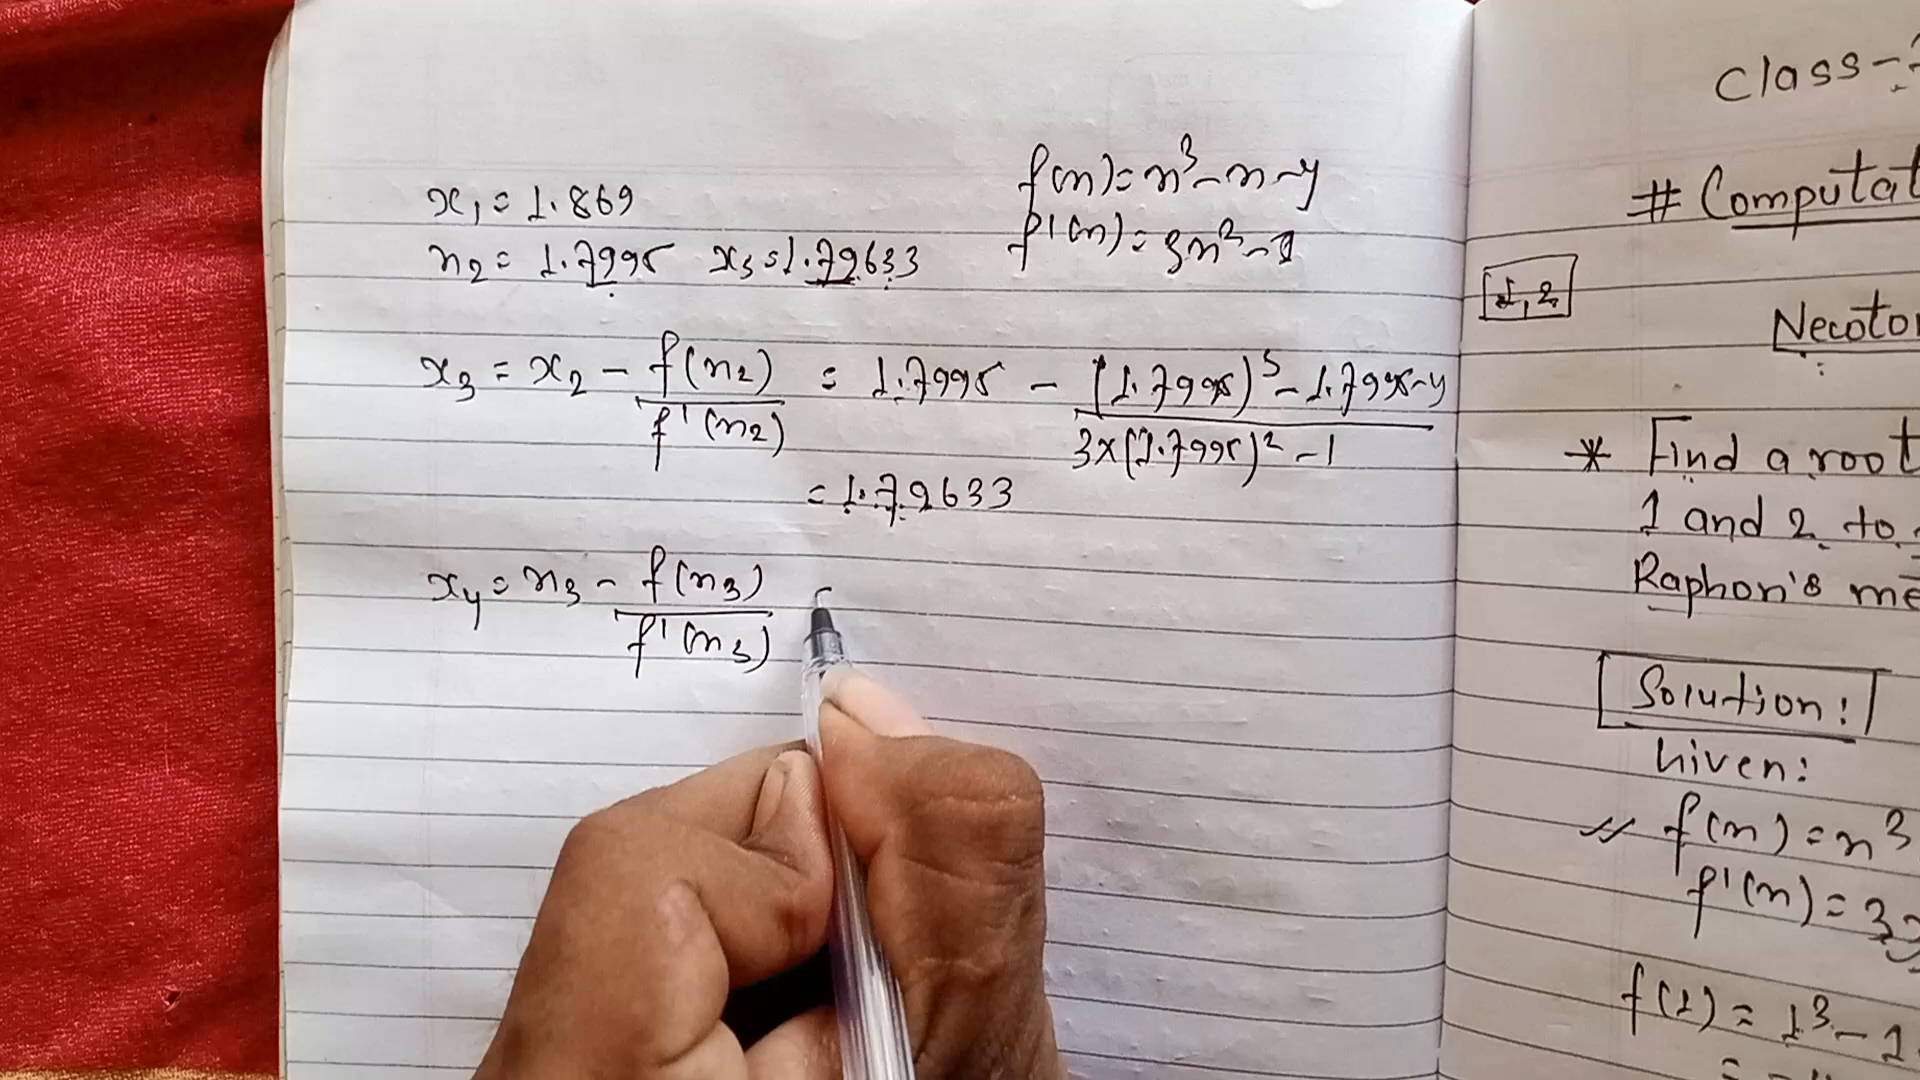 x₁ = 1.869
x₂ = 1.7995 x₃ = 1.79633
f(x) = x³ - x - 4
f'(x) = 3x² - 1
x₃ = x₂ - f(x₂) / f'(x₂) = 1.7995 - (1.7995)³ - 1.7995 - 4 / 3×(1.7995)² - 1
= 1.79633
x₄ = x₃ - f(x₃) / f'(x₃)
Class-
# Computat
1, 2
* Find a root
1 and 2 to
Raphon's me
Solution:
Given:
f(x) = x³
f'(x) = 3
f(1) = 1³ - 1